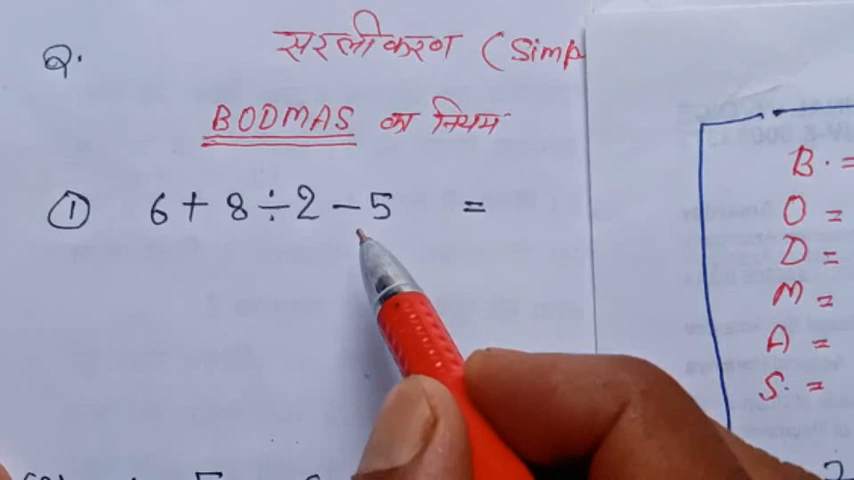 Q.
सरलीकरण (Simp
BODMAS का नियम
① 6 + 8 ÷ 2 – 5 =
B. =
O =
D =
M =
A =
S. =